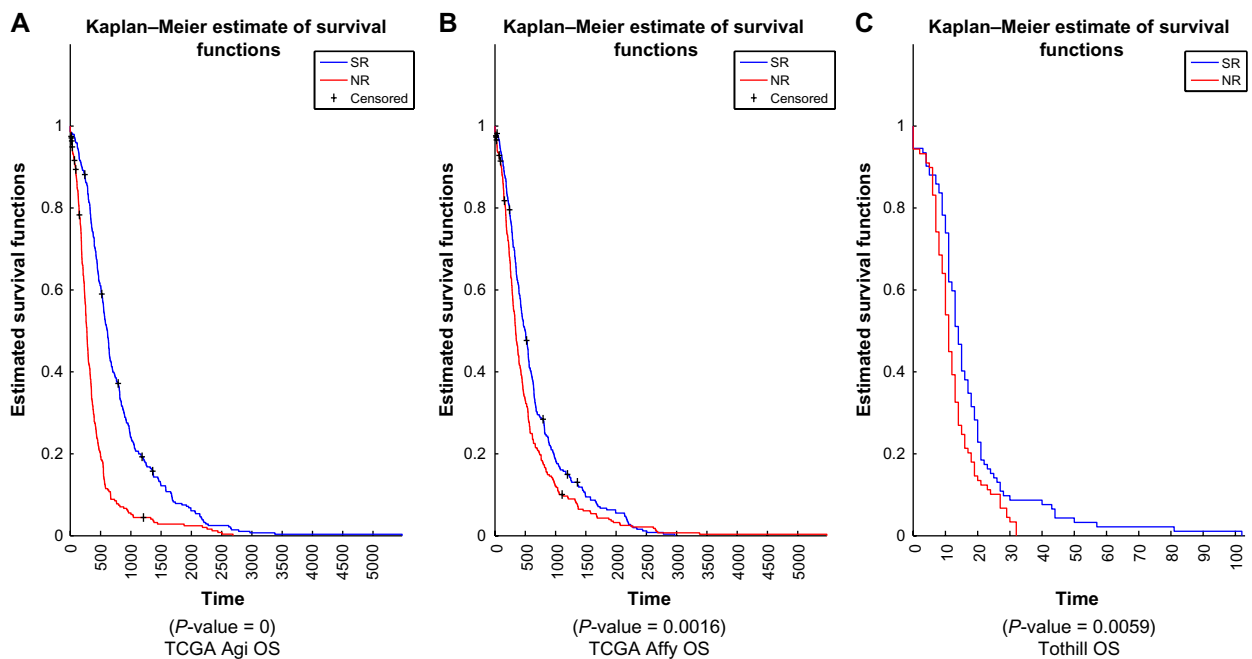 A
Kaplan–Meier estimate of survival
functions
SR
NR
Censored
Estimated survival functions
1
0.8
0.6
0.4
0.2
0
0
500
1000
1500
2000
2500
3000
3500
4000
4500
5000
Time
(P-value = 0)
TCGA Agi OS
B
Kaplan–Meier estimate of survival
functions
SR
NR
Censored
Estimated survival functions
1
0.8
0.6
0.4
0.2
0
0
500
1000
1500
2000
2500
3000
3500
4000
4500
5000
Time
(P-value = 0.0016)
TCGA Affy OS
C
Kaplan–Meier estimate of survival
functions
SR
NR
Estimated survival functions
1
0.8
0.6
0.4
0.2
0
0
10
20
30
40
50
60
70
80
90
100
Time
(P-value = 0.0059)
Tothill OS